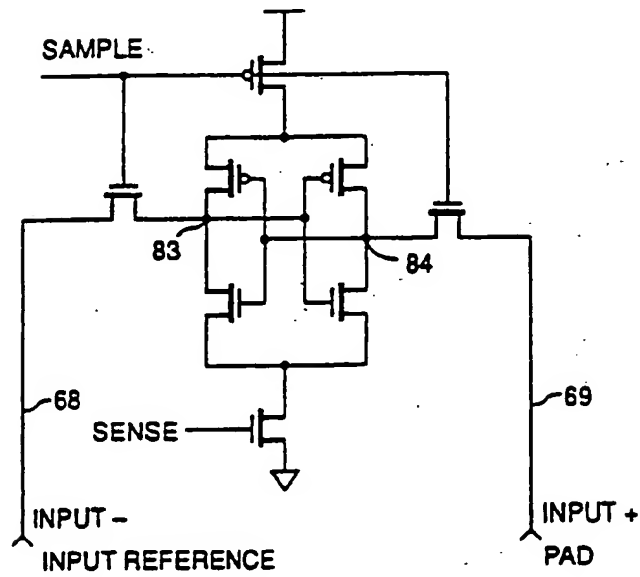 SAMPLE
83
84
68
69
SENSE
INPUT –
INPUT +
INPUT REFERENCE
PAD